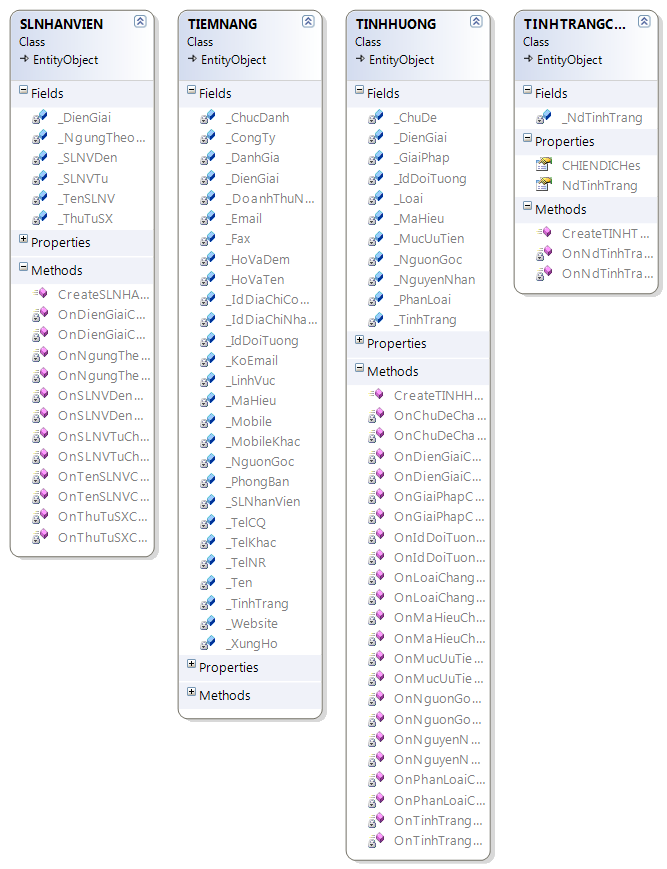 SLNHANVIEN
Class
EntityObject
Fields
_DienGiai
_NgungTheo...
_SLNVDen
_SLNVTu
_TenSLNV
_ThuTuSX
Properties
Methods
CreateSLNHA...
OnDienGiaiC...
OnDienGiaiC...
OnNgungThe...
OnNgungThe...
OnSLNVDen...
OnSLNVDen...
OnSLNVTuCh...
OnSLNVTuCh...
OnTenSLNVC...
OnTenSLNVC...
OnThuTuSXC...
OnThuTuSXC...
TIEMNANG
Class
EntityObject
Fields
_ChucDanh
_CongTy
_DanhGia
_DienGiai
_DoanhThuN...
_Email
_Fax
_HoVaDem
_HoVaTen
_IdDiaChiCo...
_IdDiaChiNha...
_IdDoiTuong
_KoEmail
_LinhVuc
_MaHieu
_Mobile
_MobileKhac
_NguonGoc
_PhongBan
_SLNhanVien
_TelCQ
_TelKhac
_TelNR
_Ten
_TinhTrang
_Website
_XungHo
Properties
Methods
TINHHUONG
Class
EntityObject
Fields
_ChuDe
_DienGiai
_GiaiPhap
_IdDoiTuong
_Loai
_MaHieu
_MucUuTien
_NguonGoc
_NguyenNhan
_PhanLoai
_TinhTrang
Properties
Methods
CreateTINHH...
OnChuDeCha...
OnChuDeCha...
OnDienGiaiC...
OnDienGiaiC...
OnGiaiPhapC...
OnGiaiPhapC...
OnIdDoiTuon...
OnIdDoiTuon...
OnLoaiChang...
OnLoaiChang...
OnMaHieuCh...
OnMaHieuCh...
OnMucUuTie...
OnMucUuTie...
OnNguonGo...
OnNguonGo...
OnNguyenN...
OnNguyenN...
OnPhanLoaiC...
OnPhanLoaiC...
OnTinhTrang...
OnTinhTrang...
TINHTRANGC...
Class
EntityObject
Fields
_NdTinhTrang
Properties
CHIENDICHes
NdTinhTrang
Methods
CreateTINHT...
OnNdTinhTra...
OnNdTinhTra...